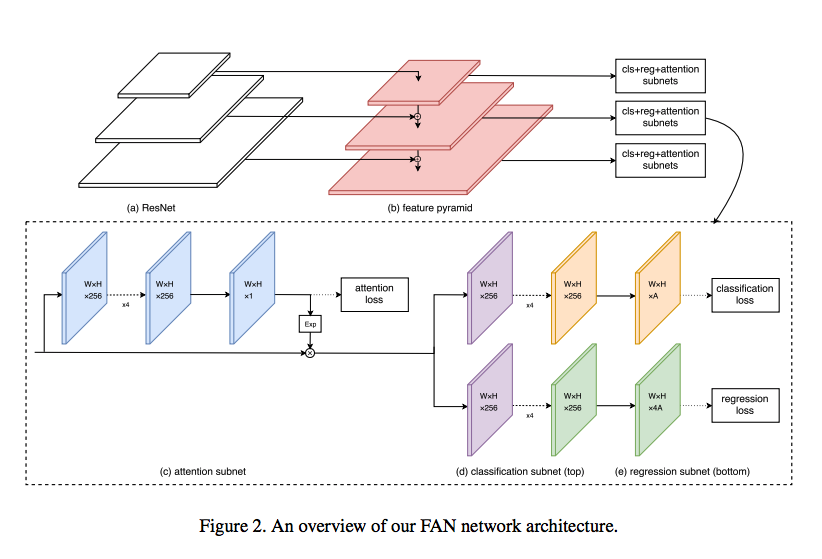 cls+reg+attention
subnets
cls+reg+attention
subnets
cls+reg+attention
subnets
(a) ResNet
(b) feature pyramid
W×H
×256
x4
W×H
×256
W×H
×1
attention
loss
Exp
W×H
×256
x4
W×H
×256
W×H
×A
classification
loss
W×H
×256
x4
W×H
×256
W×H
×4A
regression
loss
(c) attention subnet
(d) classification subnet (top)
(e) regression subnet (bottom)
Figure 2. An overview of our FAN network architecture.